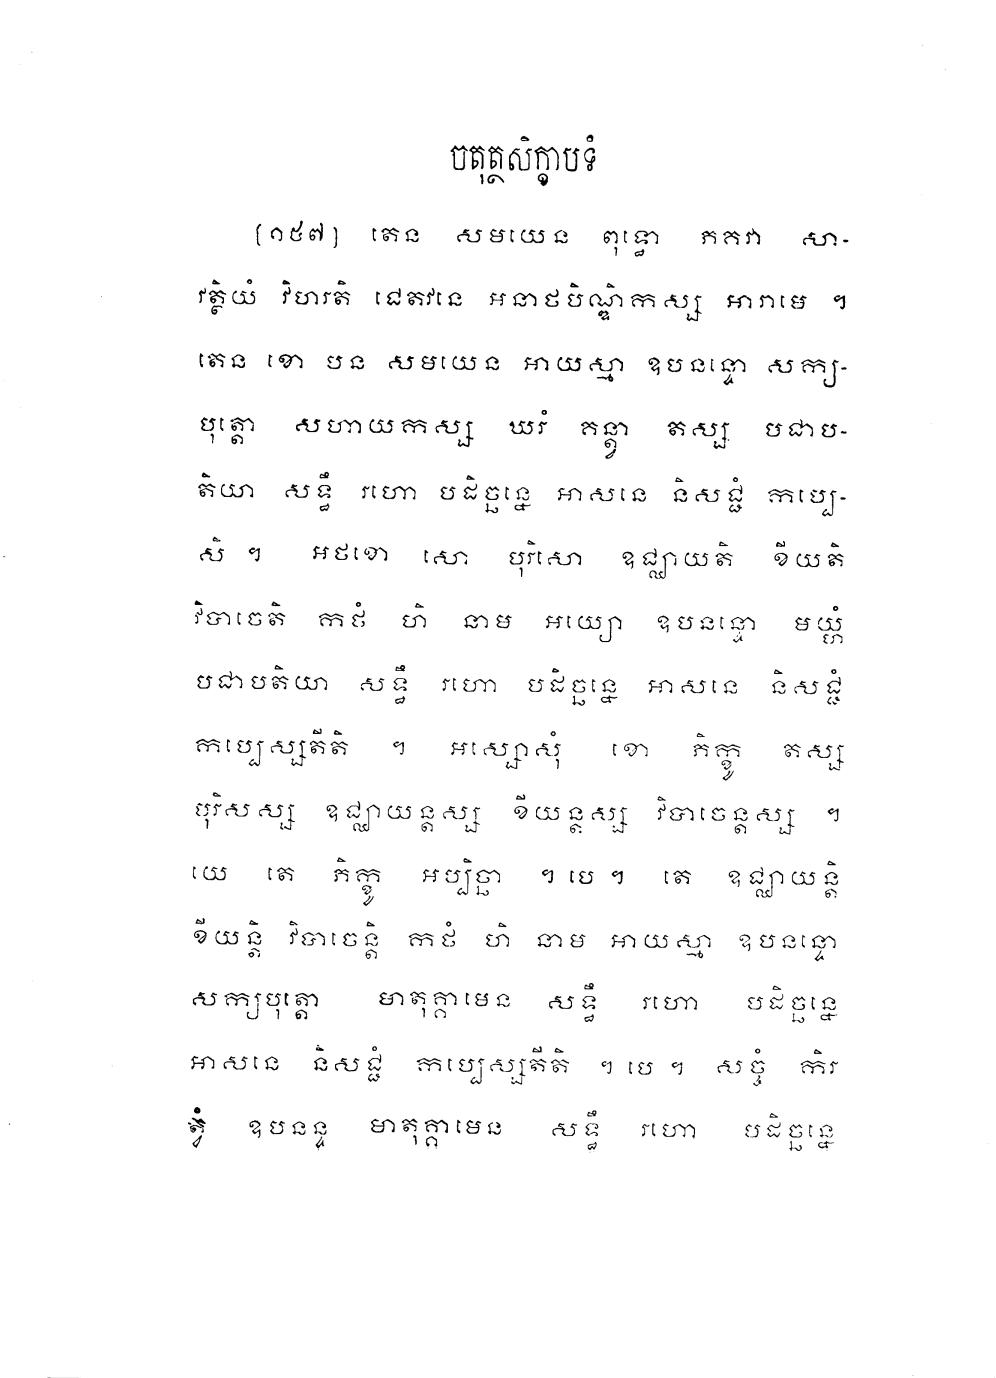 ចតុត្ថសិក្ខាបទំ
[១៥៧] តេន សមយេន ពុទ្ធោ ភគវា សា-
វត្ថិយំ វិហរតិ ជេតវនេ អនាថបិណ្ឌិកស្ស អារាមេ ។
តេន ខោ បន សមយេន អាយស្មា ឧបនន្ទោ សក្យ-
បុត្តោ សហាយកស្ស ឃរំ គន្ត្វា តស្ស បជាប-
តិយា សទ្ធឹ រហោ បដិច្ឆន្នេ អាសនេ និសជ្ជំ កប្បេ-
សិ ។ អថខោ សោ បុរិសោ ឧជ្ឈាយតិ ខីយតិ
វិបាចេតិ កថំ ហិ នាម អយ្យោ ឧបនន្ទោ មយ្ហំ
បជាបតិយា សទ្ធឹ រហោ បដិច្ឆន្នេ អាសនេ និសជ្ជំ
កប្បេស្សតីតិ ។ អស្សោសុំ ខោ ភិក្ខូ តស្ស
បុរិសស្ស ឧជ្ឈាយន្តស្ស ខីយន្តស្ស វិបាចេន្តស្ស ។
យេ តេ ភិក្ខូ អប្បិច្ឆា ។ បេ ។ តេ ឧជ្ឈាយន្តិ
ខីយន្តិ វិបាចេន្តិ កថំ ហិ នាម អាយស្មា ឧបនន្ទោ
សក្យបុត្តោ មាតុគ្គាមេន សទ្ធឹ រហោ បដិច្ឆន្នេ
អាសនេ និសជ្ជំ កប្បេស្សតីតិ ។ បេ ។ សច្ចំ កិរ
ត្វំ ឧបនន្ទ មាតុគ្គាមេន សទ្ធឹ រហោ បដិច្ឆន្នេ